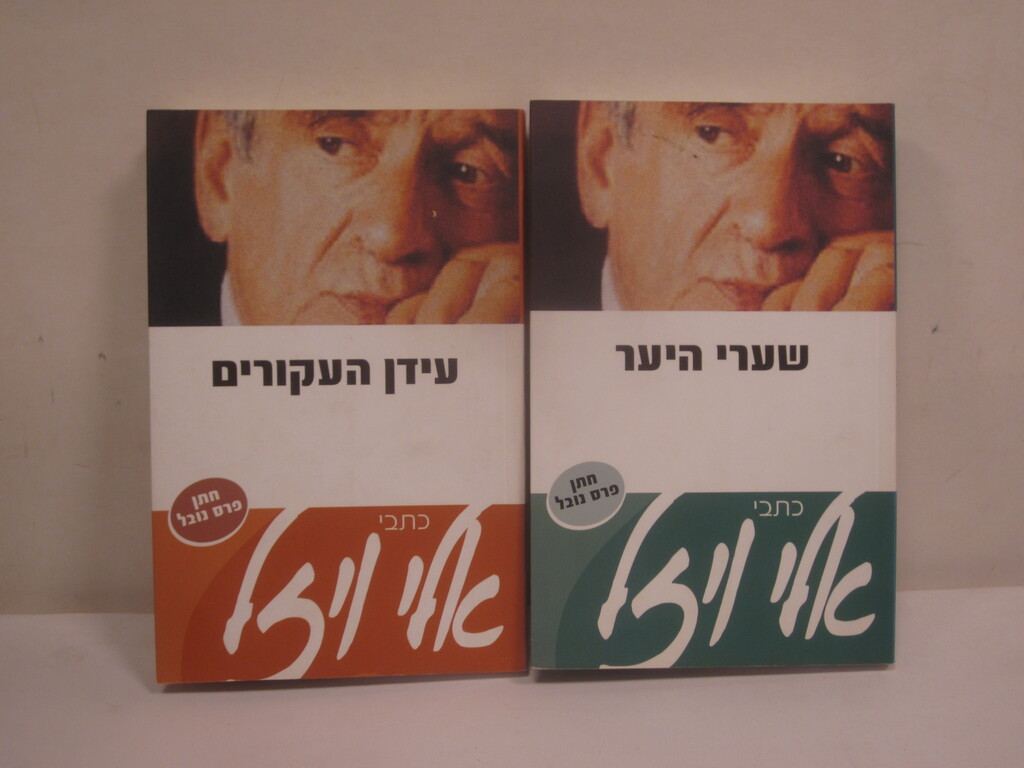 עידן העקורים
חתן
פרס נובל
כתבי
אלי ויזל
שערי היער
חתן
פרס נובל
כתבי
אלי ויזל